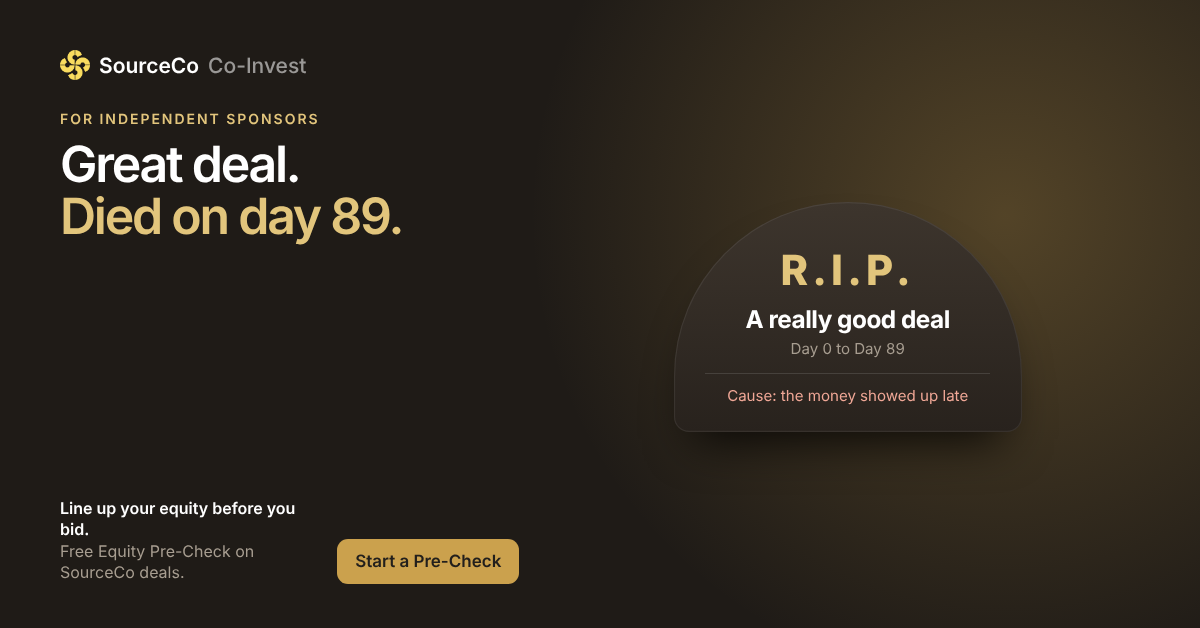 SourceCo Co-Invest
FOR INDEPENDENT SPONSORS
Great deal.
Died on day 89.
R.I.P.
A really good deal
Day 0 to Day 89
Cause: the money showed up late
Line up your equity before you
bid.
Free Equity Pre-Check on
SourceCo deals.
Start a Pre-Check